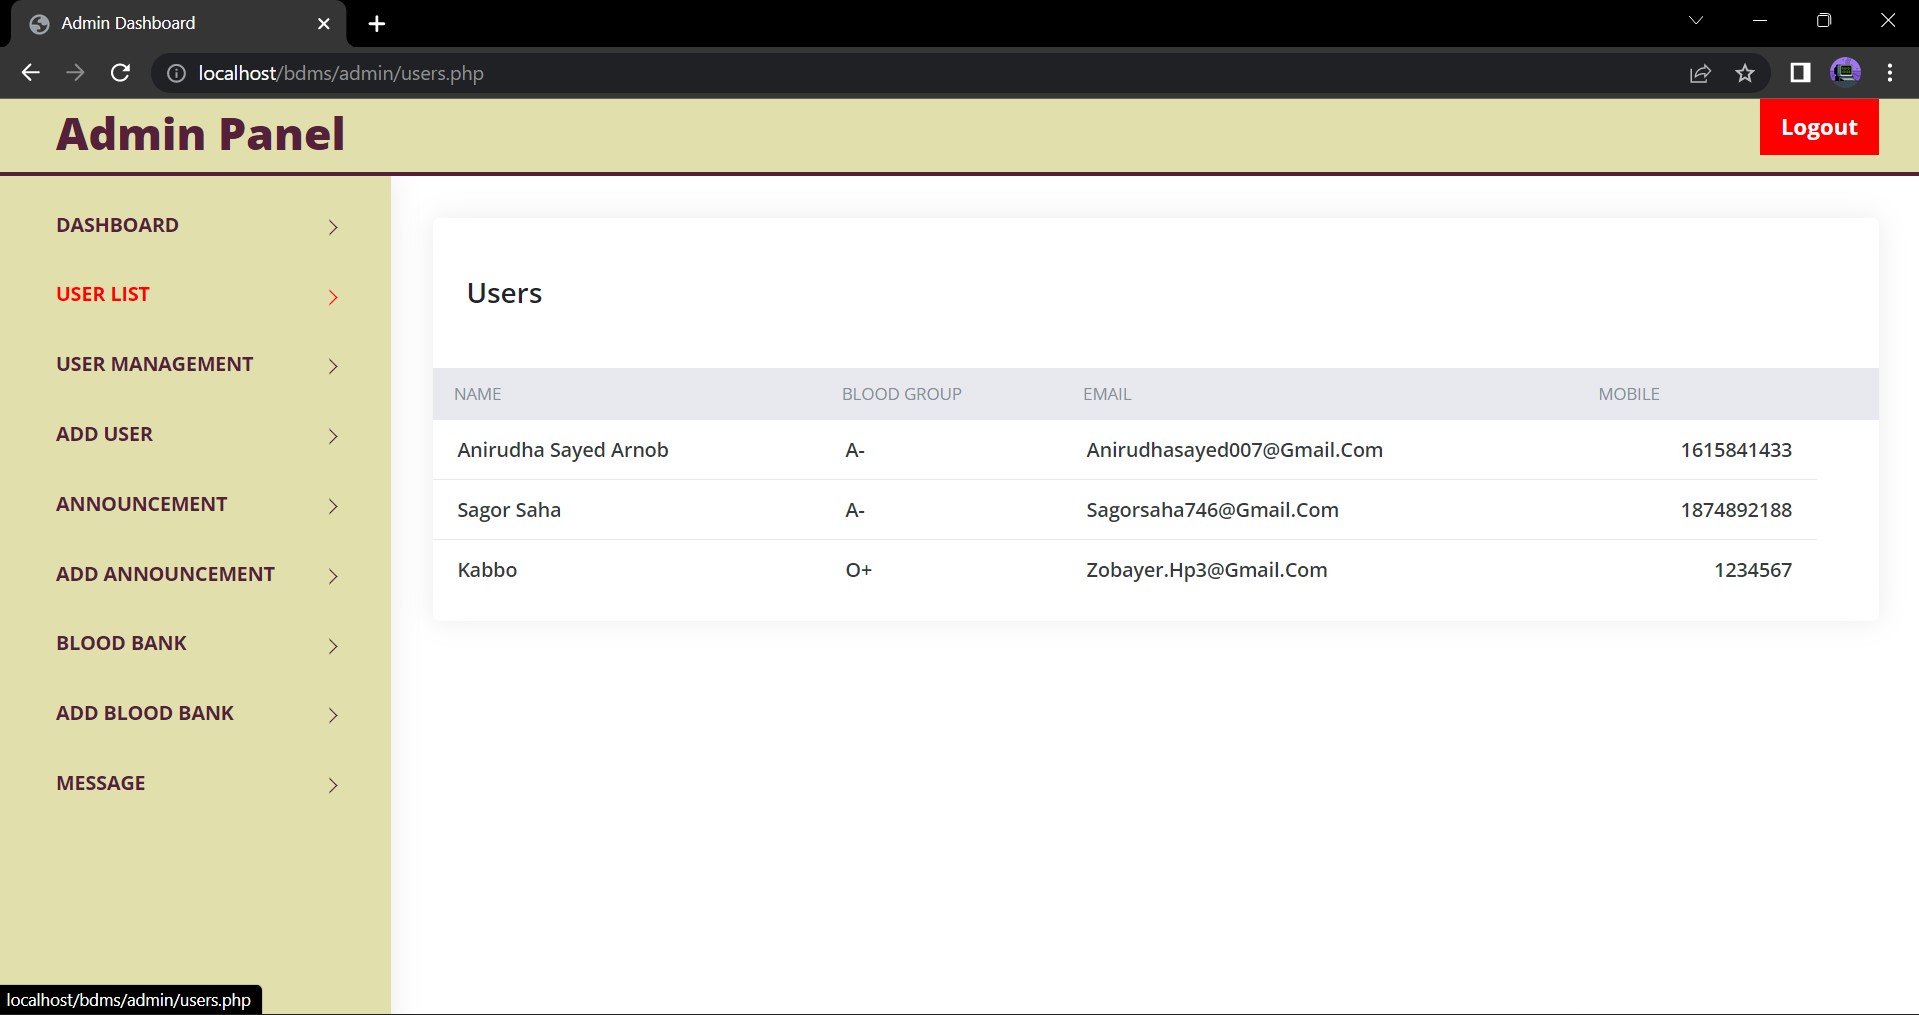 Admin Dashboard
localhost/bdms/admin/users.php
Admin Panel
Logout
DASHBOARD
USER LIST
USER MANAGEMENT
ADD USER
ANNOUNCEMENT
ADD ANNOUNCEMENT
BLOOD BANK
ADD BLOOD BANK
MESSAGE
Users
NAME BLOOD GROUP EMAIL MOBILE
Anirudha Sayed Arnob A- Anirudhasayed007@Gmail.Com 1615841433
Sagor Saha A- Sagorsaha746@Gmail.Com 1874892188
Kabbo O+ Zobayer.Hp3@Gmail.Com 1234567
localhost/bdms/admin/users.php